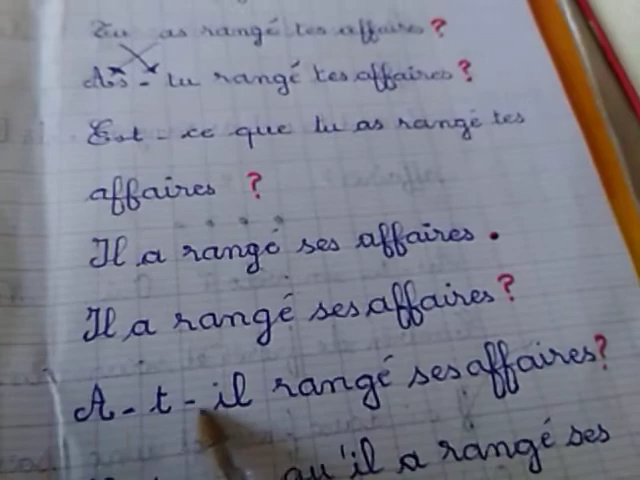 Tu as rangé tes affaires ?
As - tu rangé tes affaires ?
Est - ce que tu as rangé tes
affaires ?
Il a rangé ses affaires .
Il a rangé ses affaires ?
A - t - il rangé ses affaires ?
qu'il a rangé ses